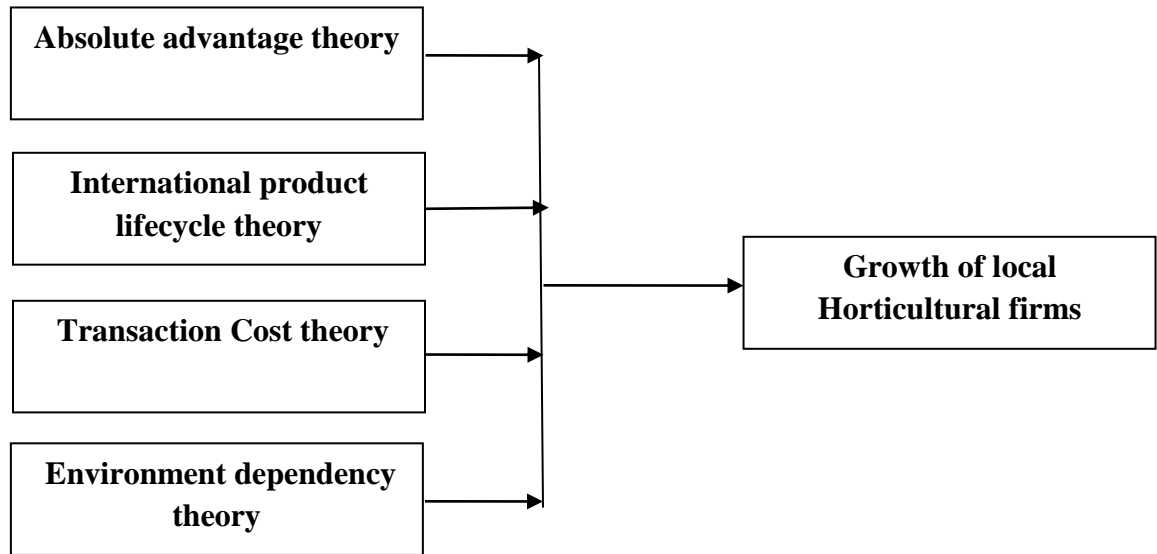 Absolute advantage theory
International product
lifecycle theory
Transaction Cost theory
Environment dependency
theory
Growth of local
Horticultural firms